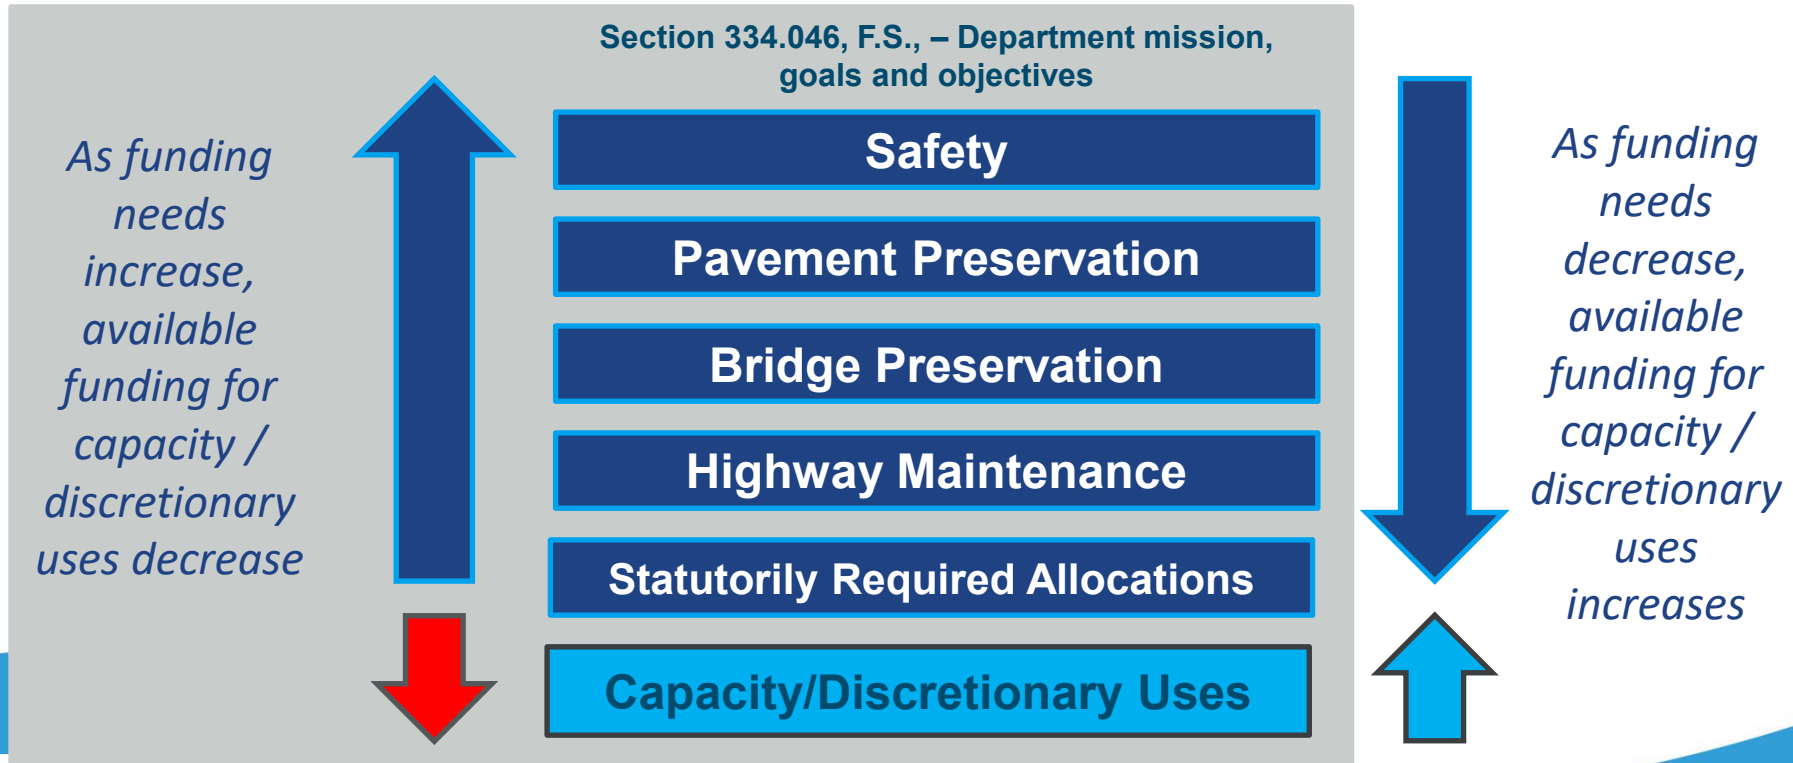 Section 334.046, F.S., – Department mission,
goals and objectives
As funding
needs
increase,
available
funding for
capacity /
discretionary
uses decrease
Safety
Pavement Preservation
Bridge Preservation
Highway Maintenance
Statutorily Required Allocations
Capacity/Discretionary Uses
As funding
needs
decrease,
available
funding for
capacity /
discretionary
uses
increases